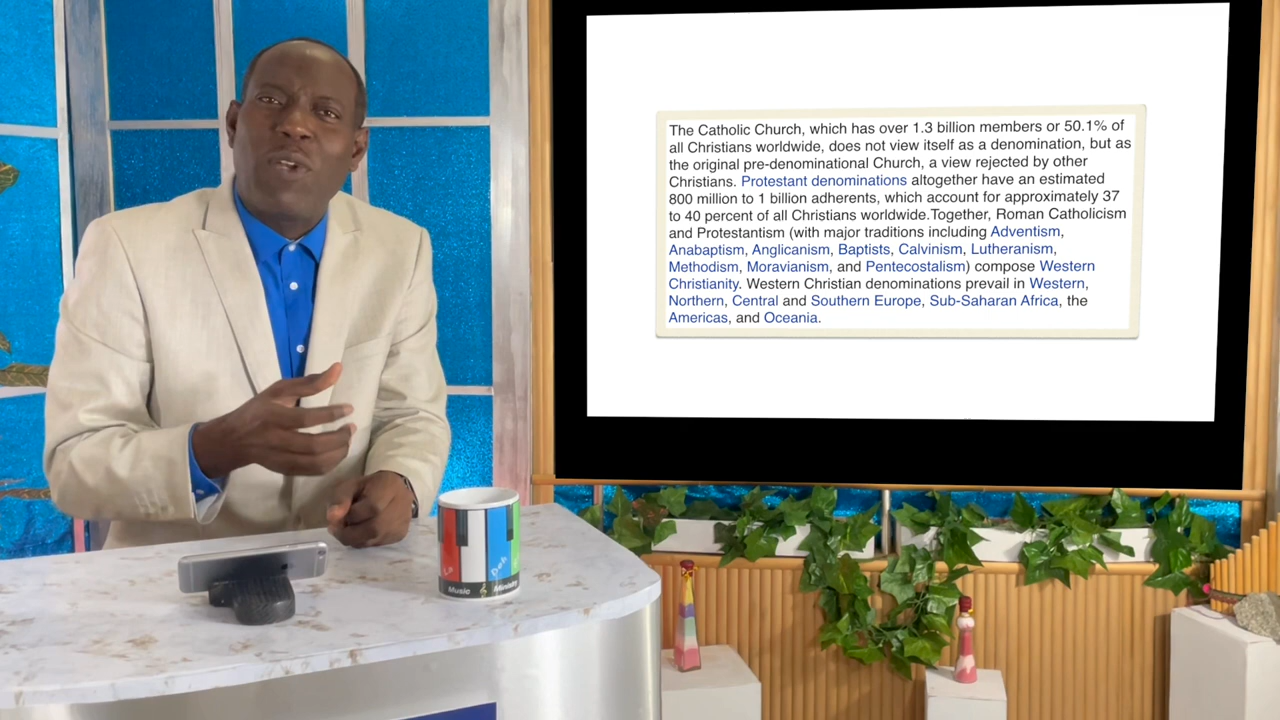 The Catholic Church, which has over 1.3 billion members or 50.1% of
all Christians worldwide, does not view itself as a denomination, but as
the original pre-denominational Church, a view rejected by other
Christians. Protestant denominations altogether have an estimated
800 million to 1 billion adherents, which account for approximately 37
to 40 percent of all Christians worldwide.Together, Roman Catholicism
and Protestantism (with major traditions including Adventism,
Anabaptism, Anglicanism, Baptists, Calvinism, Lutheranism,
Methodism, Moravianism, and Pentecostalism) compose Western
Christianity. Western Christian denominations prevail in Western,
Northern, Central and Southern Europe, Sub-Saharan Africa, the
Americas, and Oceania.
Music Ministry